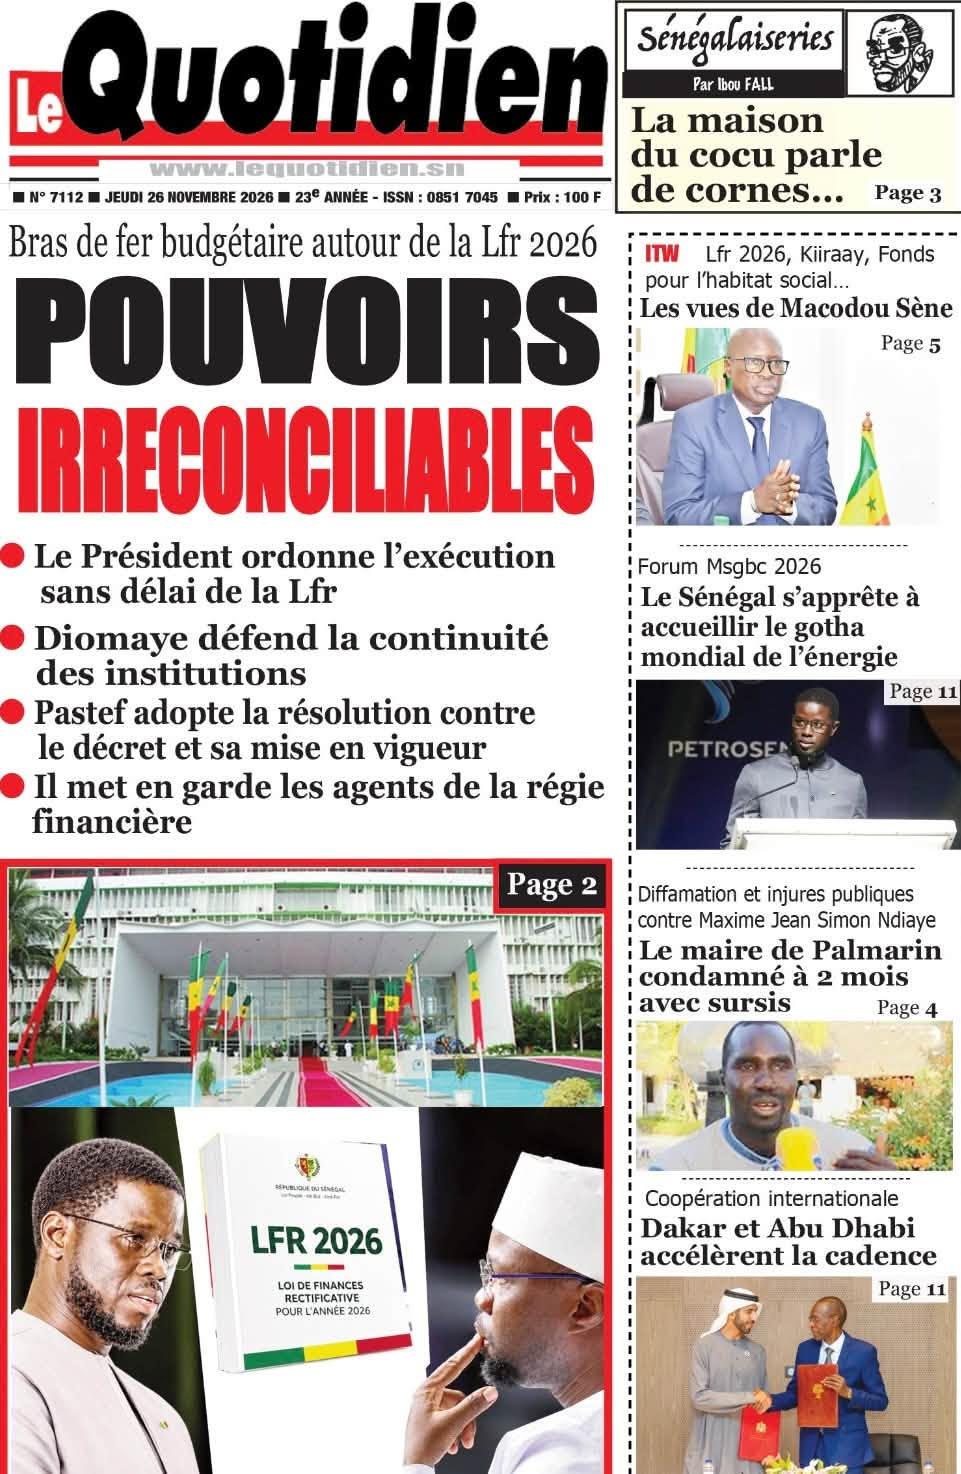 Le Quotidien
www.lequotidien.sn
■ N° 7112 ■ JEUDI 26 NOVEMBRE 2026 ■ 23e ANNÉE - ISSN : 0851 7045 ■ Prix : 100 F
Sénégalaiseries
Par Ibou FALL
La maison
du cocu parle
de cornes... Page 3
Bras de fer budgétaire autour de la Lfr 2026
POUVOIRS
IRRECONCILIABLES
● Le Président ordonne l'exécution
sans délai de la Lfr
● Diomaye défend la continuité
des institutions
● Pastef adopte la résolution contre
le décret et sa mise en vigueur
● Il met en garde les agents de la régie
financière
Page 2
RÉPUBLIQUE DU SÉNÉGAL
Un Peuple - Un But - Une Foi
LFR 2026
LOI DE FINANCES
RECTIFICATIVE
POUR L'ANNÉE 2026
ITW Lfr 2026, Kiiraay, Fonds
pour l'habitat social...
Les vues de Macodou Sène
Page 5
Forum Msgbc 2026
Le Sénégal s'apprête à
accueillir le gotha
mondial de l'énergie
Page 11
PETROSEN
Diffamation et injures publiques
contre Maxime Jean Simon Ndiaye
Le maire de Palmarin
condamné à 2 mois
avec sursis Page 4
Coopération internationale
Dakar et Abu Dhabi
accélèrent la cadence
Page 11